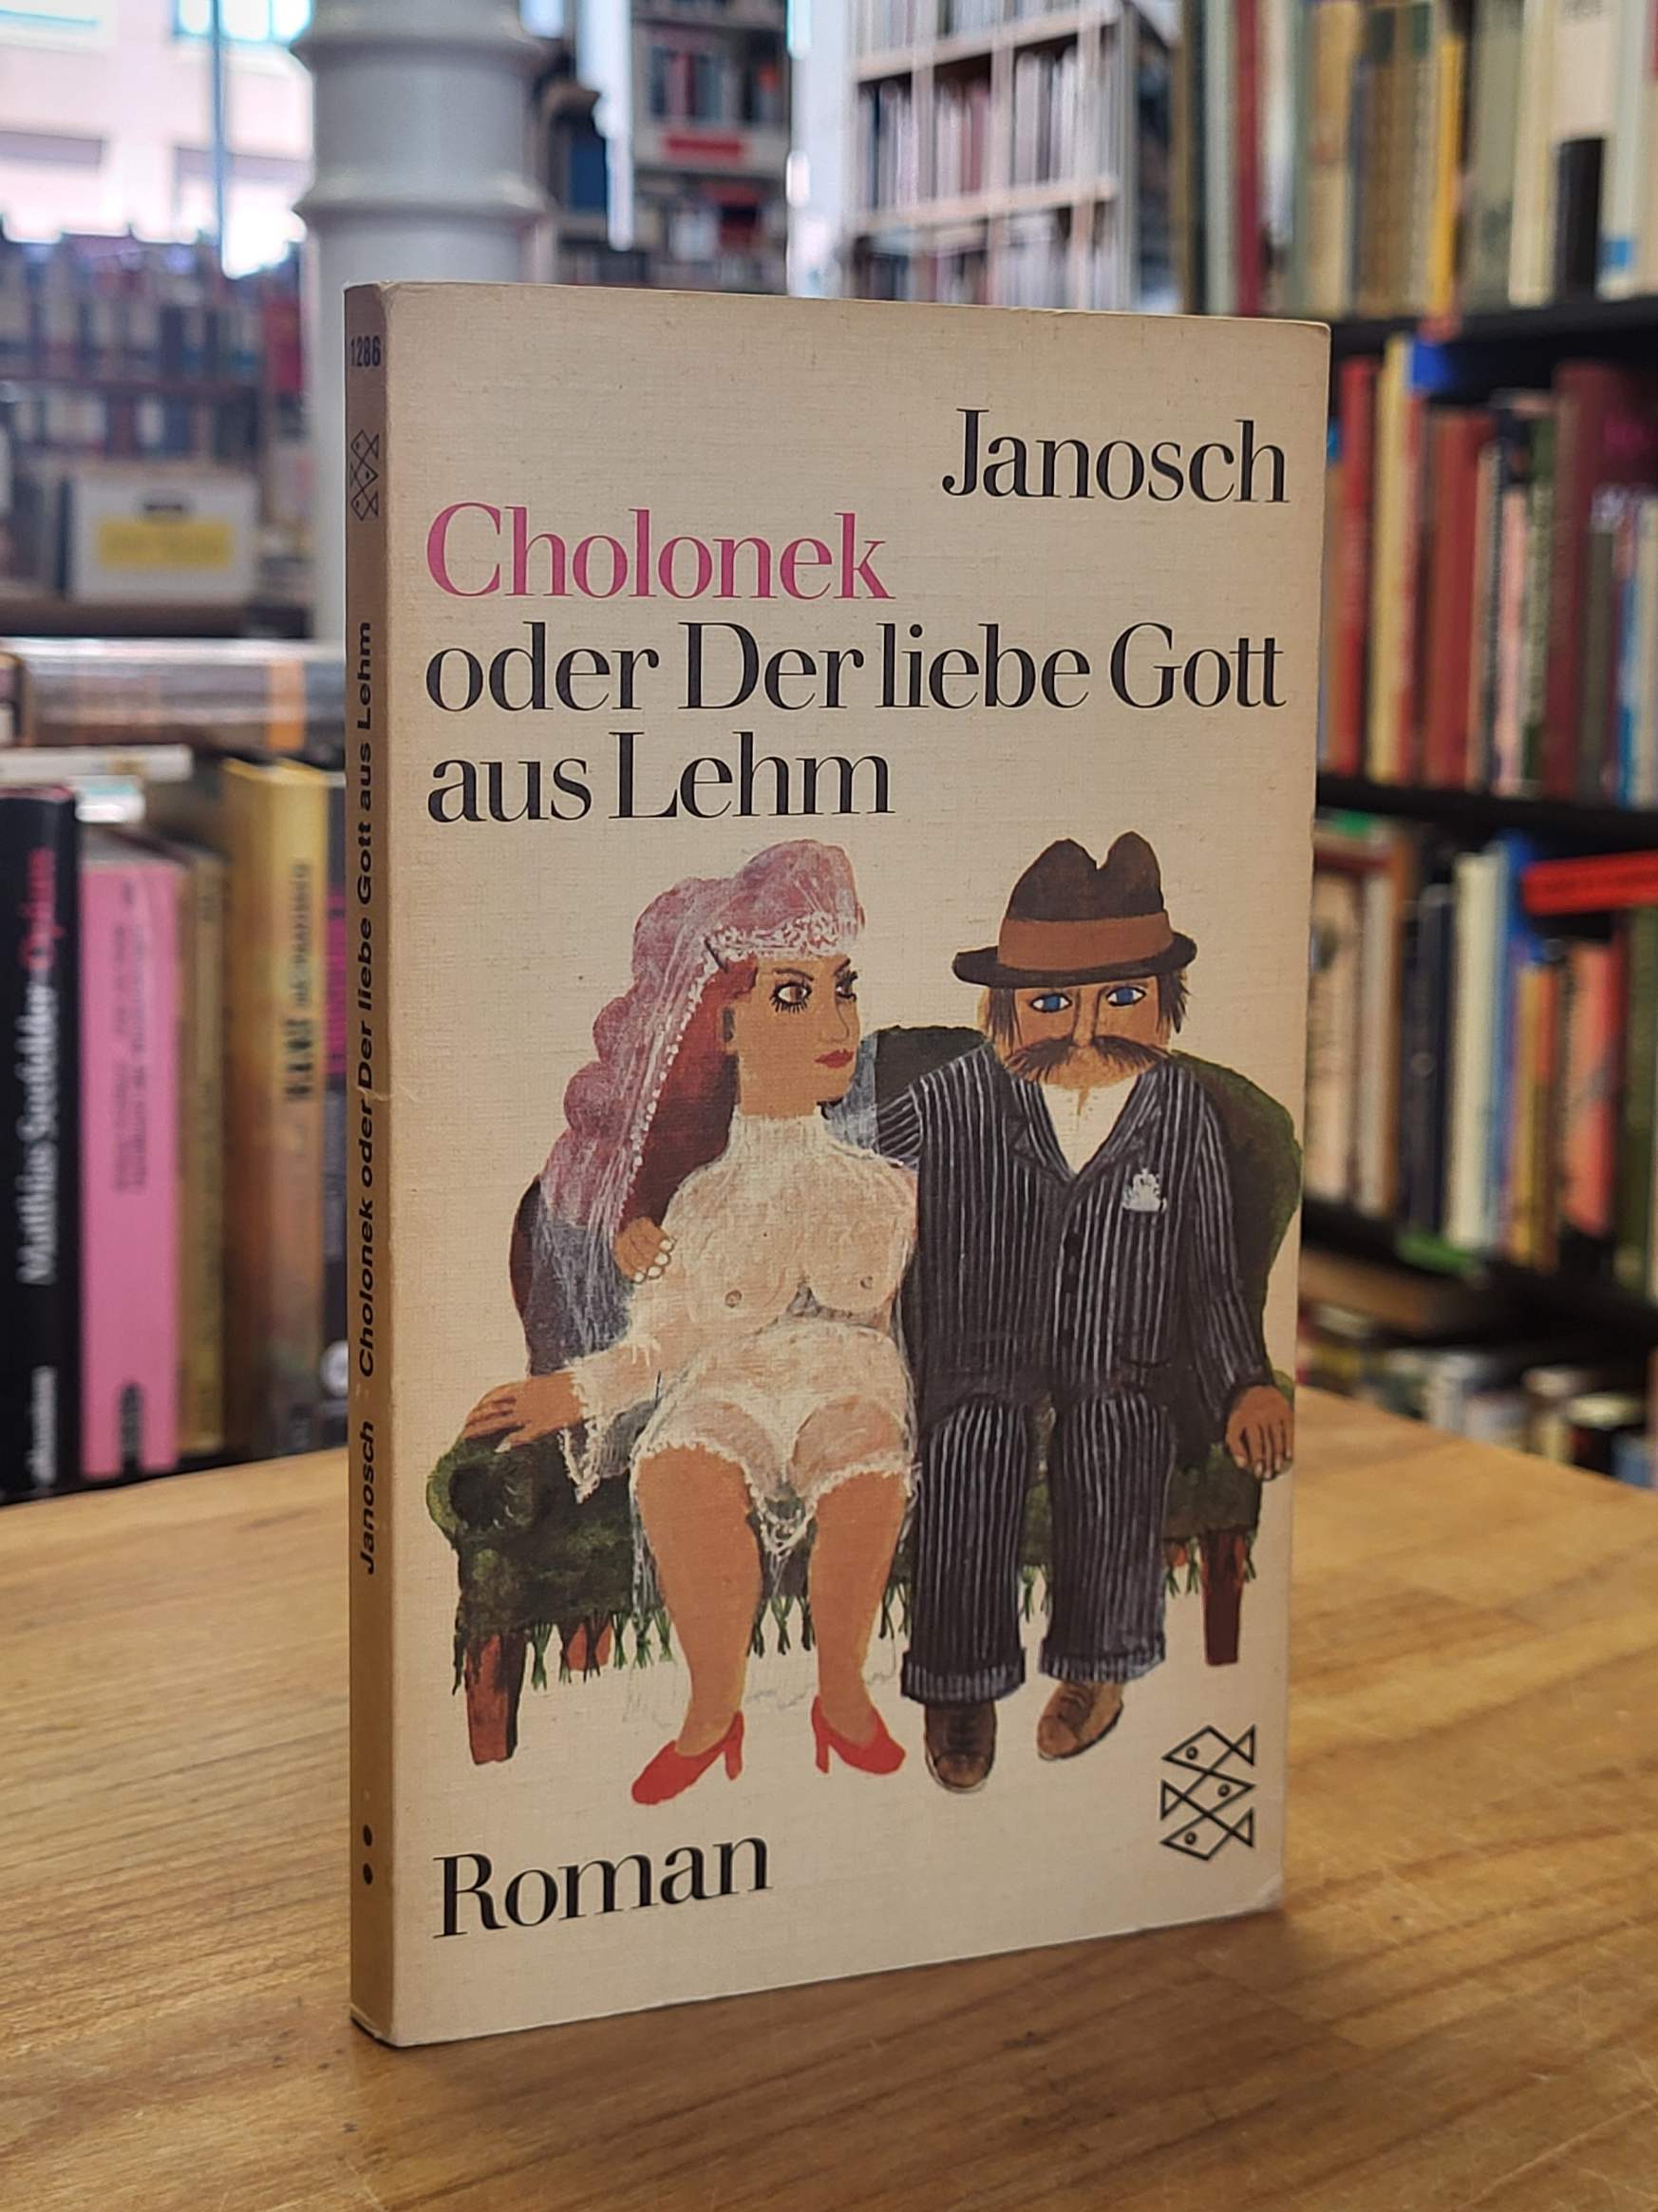 Janosch
Cholonek
oder Der liebe Gott
aus Lehm
Roman
1286
Janosch Cholonek oder Der liebe Gott aus Lehm